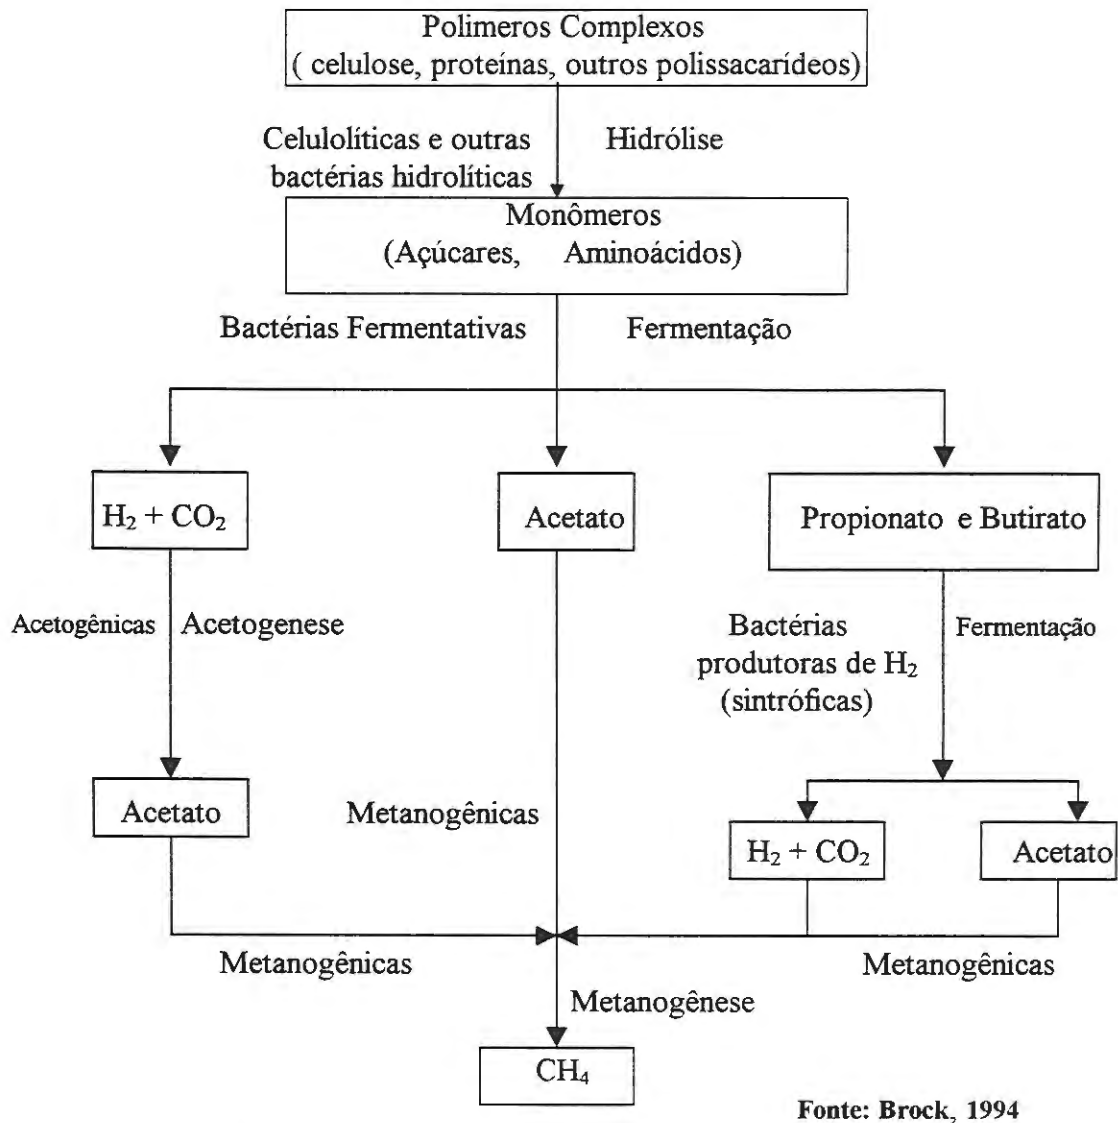 Polimeros Complexos
( celulose, proteínas, outros polissacarídeos)
Celulolíticas e outras
bactérias hidrolíticas
Hidrólise
Monômeros
(Açúcares, Aminoácidos)
Bactérias Fermentativas
Fermentação
H₂ + CO₂
Acetato
Propionato e Butirato
Acetogênicas
Acetogenese
Bactérias
produtoras de H₂
(sintróficas)
Fermentação
Acetato
Metanogênicas
H₂ + CO₂
Acetato
Metanogênicas
Metanogênicas
Metanogênese
CH₄
Fonte: Brock, 1994